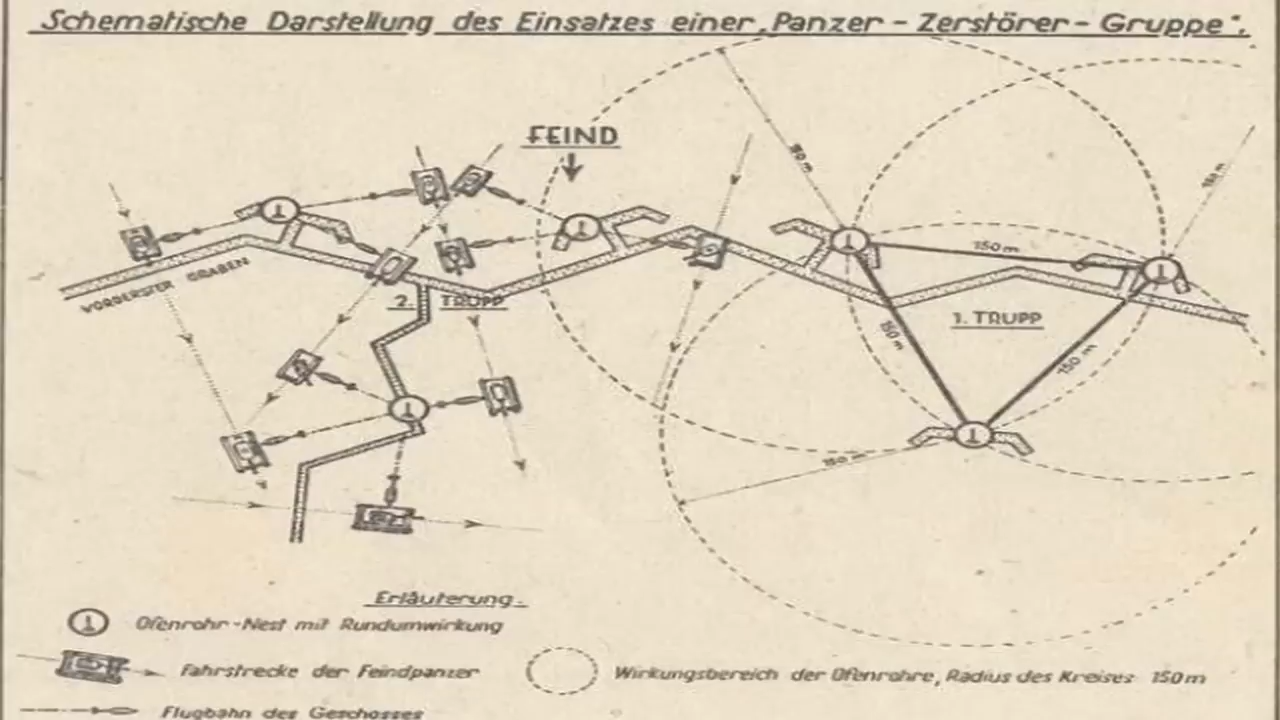 Schematische Darstellung des Einsatzes einer „Panzer - Zerstörer - Gruppe".
FEIND
150 m
VORDERSTER GRABEN
2. TRUPP
1. TRUPP
150 m
150 m
150 m
150 m
Erläuterung.
Ofenrohr-Nest mit Rundumwirkung
Fahrstrecke der Feindpanzer
Wirkungsbereich der Ofenrohre, Radius des Kreises 150 m
Flugbahn des Geschosses